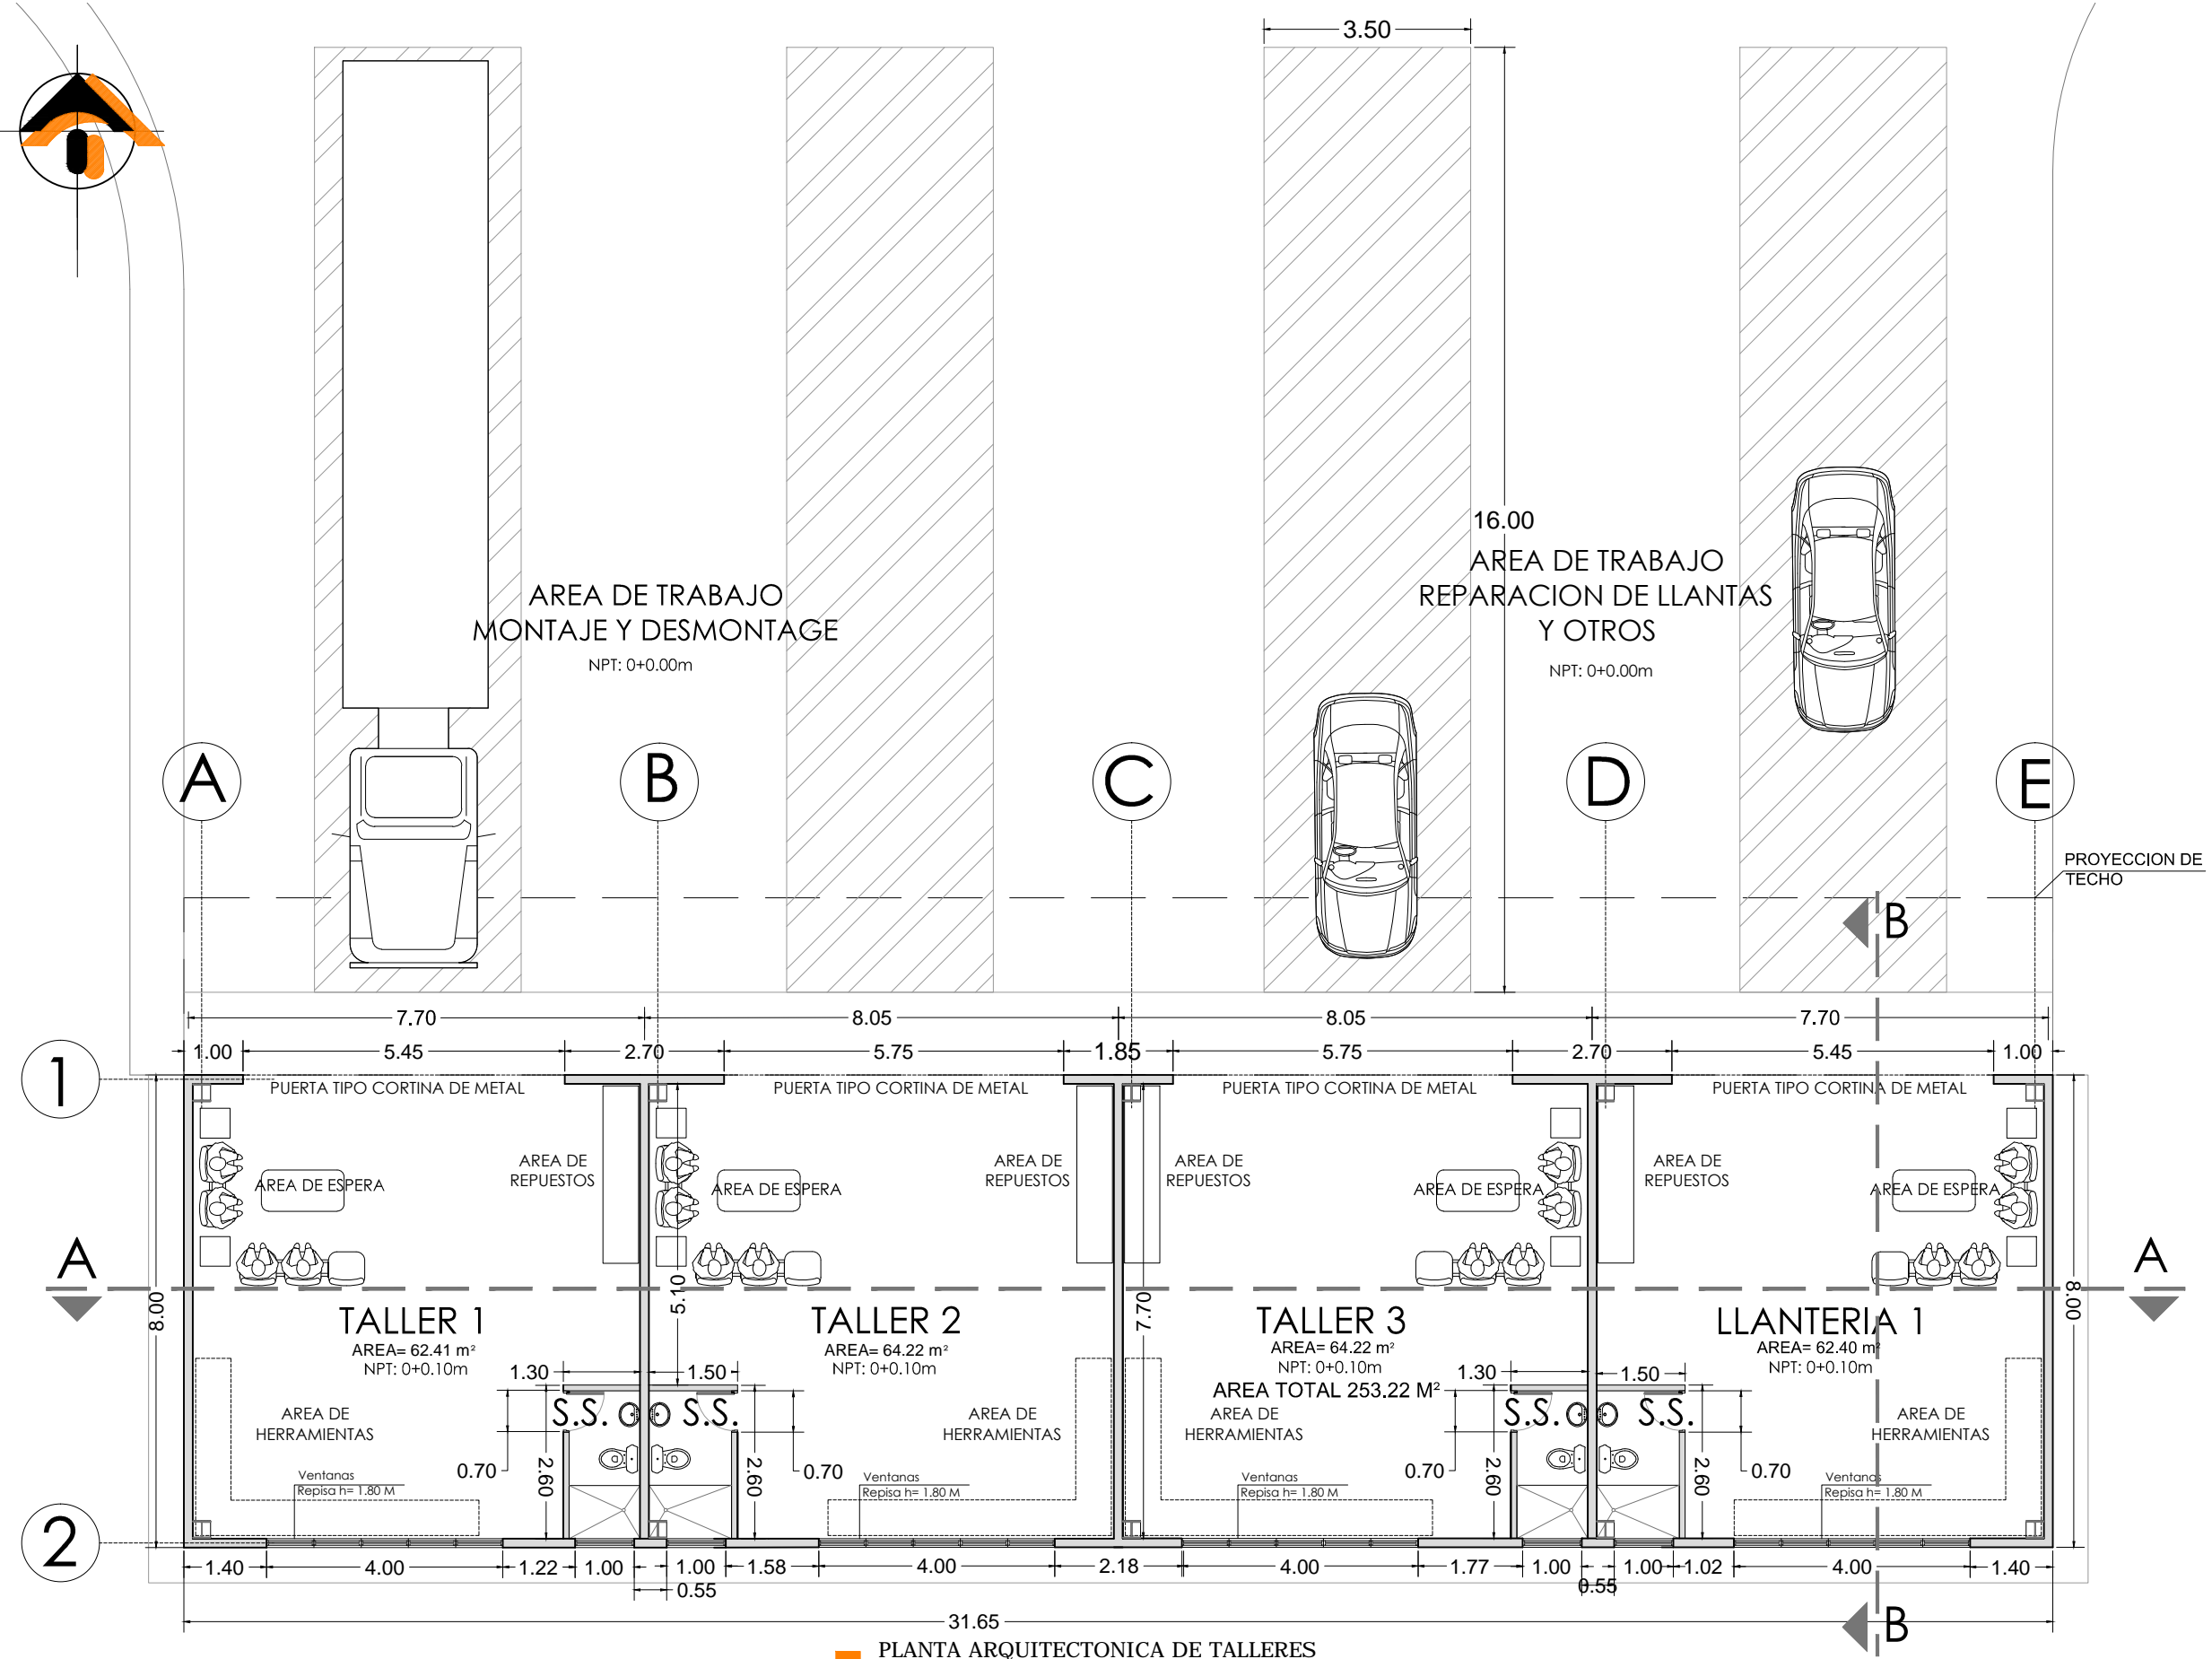 3.50
16.00
AREA DE TRABAJO
MONTAJE Y DESMONTAGE
NPT: 0+0.00m
AREA DE TRABAJO
REPARACION DE LLANTAS
Y OTROS
NPT: 0+0.00m
A
B
C
D
E
PROYECCION DE
TECHO
B
7.70
8.05
8.05
7.70
1.00
5.45
2.70
5.75
1.85
5.75
2.70
5.45
1.00
1
PUERTA TIPO CORTINA DE METAL
PUERTA TIPO CORTINA DE METAL
PUERTA TIPO CORTINA DE METAL
PUERTA TIPO CORTINA DE METAL
AREA DE ESPERA
AREA DE
REPUESTOS
AREA DE ESPERA
AREA DE
REPUESTOS
AREA DE
REPUESTOS
AREA DE ESPERA
AREA DE
REPUESTOS
AREA DE ESPERA
A
A
8.00
5.10
7.70
8.00
TALLER 1
AREA= 62.41 m²
NPT: 0+0.10m
TALLER 2
AREA= 64.22 m²
NPT: 0+0.10m
TALLER 3
AREA= 64.22 m²
NPT: 0+0.10m
AREA TOTAL 253.22 M²
LLANTERIA 1
AREA= 62.40 m²
NPT: 0+0.10m
1.30
1.50
1.30
1.50
S.S.
S.S.
S.S.
S.S.
AREA DE
HERRAMIENTAS
AREA DE
HERRAMIENTAS
AREA DE
HERRAMIENTAS
AREA DE
HERRAMIENTAS
0.70
2.60
2.60
0.70
0.70
2.60
2.60
0.70
Ventanas
Repisa h= 1.80 M
Ventanas
Repisa h= 1.80 M
Ventanas
Repisa h= 1.80 M
Ventanas
Repisa h= 1.80 M
2
1.40
4.00
1.22
1.00
0.55
1.00
1.58
4.00
2.18
4.00
1.77
1.00
0.55
1.00
1.02
4.00
1.40
31.65
B
PLANTA ARQUITECTONICA DE TALLERES